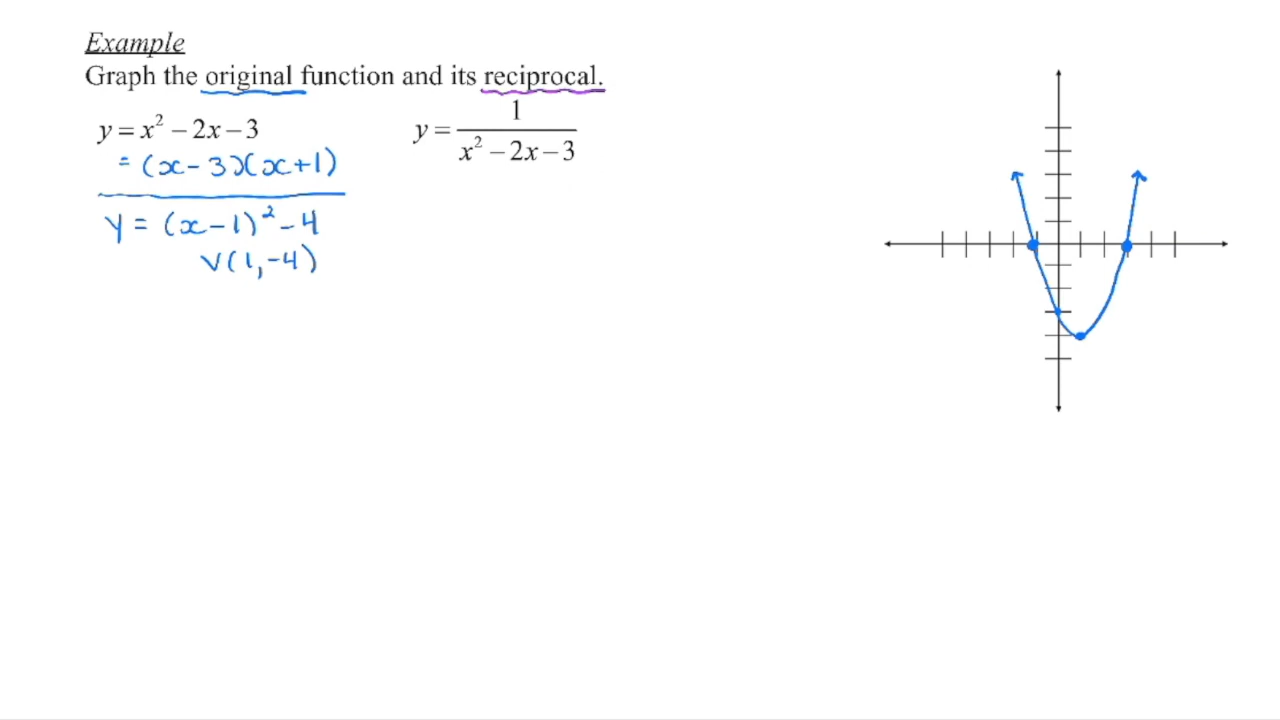 Example
Graph the original function and its reciprocal.
y = x² − 2x − 3
y = 1 / (x² − 2x − 3)
= (x − 3)(x + 1)
y = (x − 1)² − 4
V(1, −4)